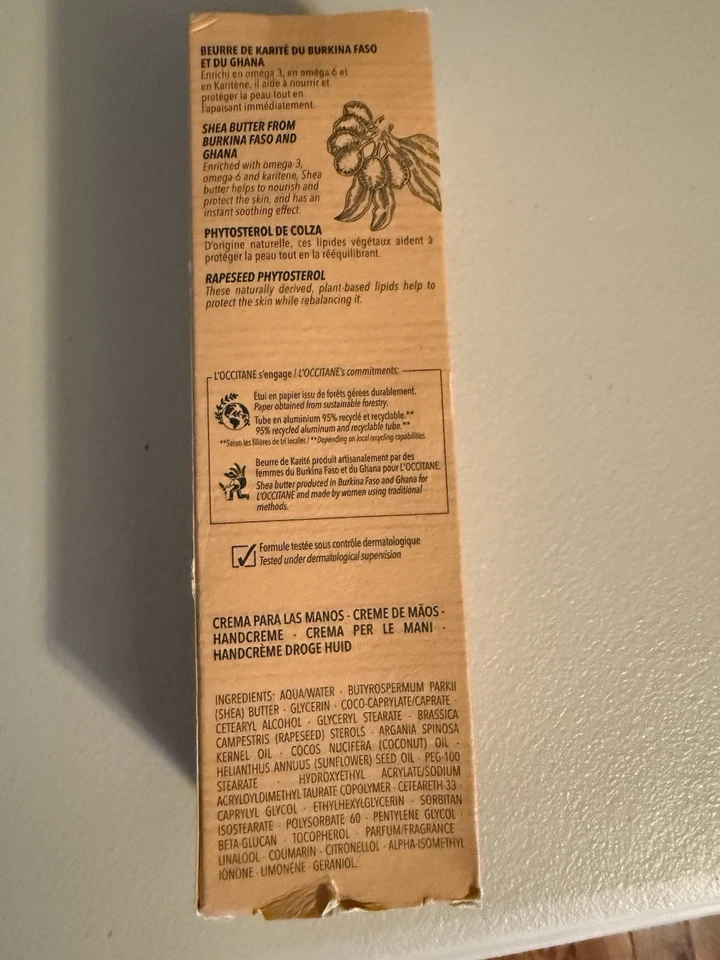 BEURRE DE KARITÉ DU BURKINA FASO
ET DU GHANA
Enrichi en oméga 3, en oméga 6 et
en Karitène, il aide à nourrir et
protéger la peau tout en
l'apaisant immédiatement.
SHEA BUTTER FROM
BURKINA FASO AND
GHANA
Enriched with omega-3,
omega-6 and karitene, Shea
butter helps to nourish and
protect the skin, and has an
instant soothing effect.
PHYTOSTEROL DE COLZA
D'origine naturelle, ces lipides végétaux aident à
protéger la peau tout en la rééquilibrant.
RAPESEED PHYTOSTEROL
These naturally derived, plant-based lipids help to
protect the skin while rebalancing it.
L'OCCITANE s'engage / L'OCCITANE's commitments:
Étui en papier issu de forêts gérées durablement.
Paper obtained from sustainable forestry.
Tube en aluminium 95% recyclé et recyclable.**
95% recycled aluminum and recyclable tube.**
**Selon les filières de tri locales / **Depending on local recycling capabilities.
Beurre de Karité produit artisanalement par des
femmes du Burkina Faso et du Ghana pour L'OCCITANE.
Shea butter produced in Burkina Faso and Ghana for
L'OCCITANE and made by women using traditional
methods.
Formule testée sous contrôle dermatologique
Tested under dermatological supervision
CREMA PARA LAS MANOS - CREME DE MÃOS -
HANDCREME - CREMA PER LE MANI -
HANDCRÈME DROGE HUID
INGREDIENTS: AQUA/WATER · BUTYROSPERMUM PARKII
(SHEA) BUTTER · GLYCERIN · COCO-CAPRYLATE/CAPRATE ·
CETEARYL ALCOHOL · GLYCERYL STEARATE · BRASSICA
CAMPESTRIS (RAPESEED) STEROLS · ARGANIA SPINOSA
KERNEL OIL · COCOS NUCIFERA (COCONUT) OIL ·
HELIANTHUS ANNUUS (SUNFLOWER) SEED OIL · PEG-100
STEARATE · HYDROXYETHYL ACRYLATE/SODIUM
ACRYLOYLDIMETHYL TAURATE COPOLYMER · CETEARETH-33 ·
CAPRYLYL GLYCOL · ETHYLHEXYLGLYCERIN · SORBITAN
ISOSTEARATE · POLYSORBATE 60 · PENTYLENE GLYCOL ·
BETA-GLUCAN · TOCOPHEROL · PARFUM/FRAGRANCE ·
LINALOOL · COUMARIN · CITRONELLOL · ALPHA-ISOMETHYL
IONONE · LIMONENE · GERANIOL.